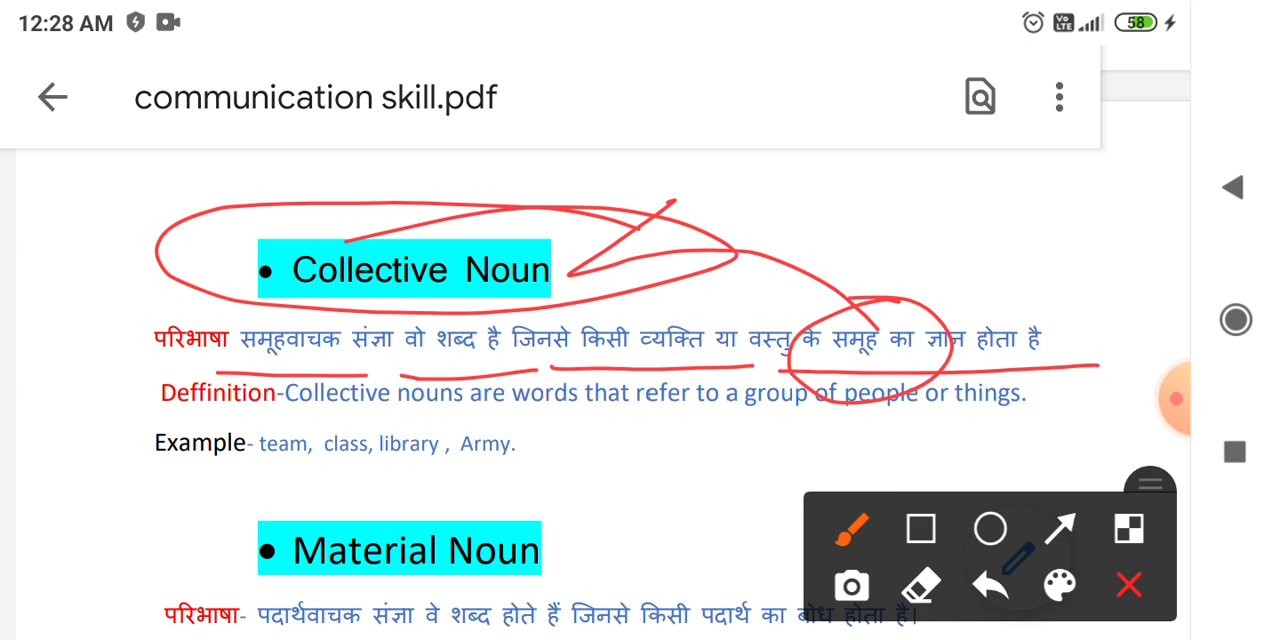 12:28 AM Vo LTE 58
communication skill.pdf
• Collective Noun
परिभाषा समूहवाचक संज्ञा वो शब्द है जिनसे किसी व्यक्ति या वस्तु के समूह का ज्ञान होता है
Deffinition-Collective nouns are words that refer to a group of people or things.
Example- team, class, library , Army.
• Material Noun
परिभाषा- पदार्थवाचक संज्ञा वे शब्द होते हैं जिनसे किसी पदार्थ का बोध होता है।